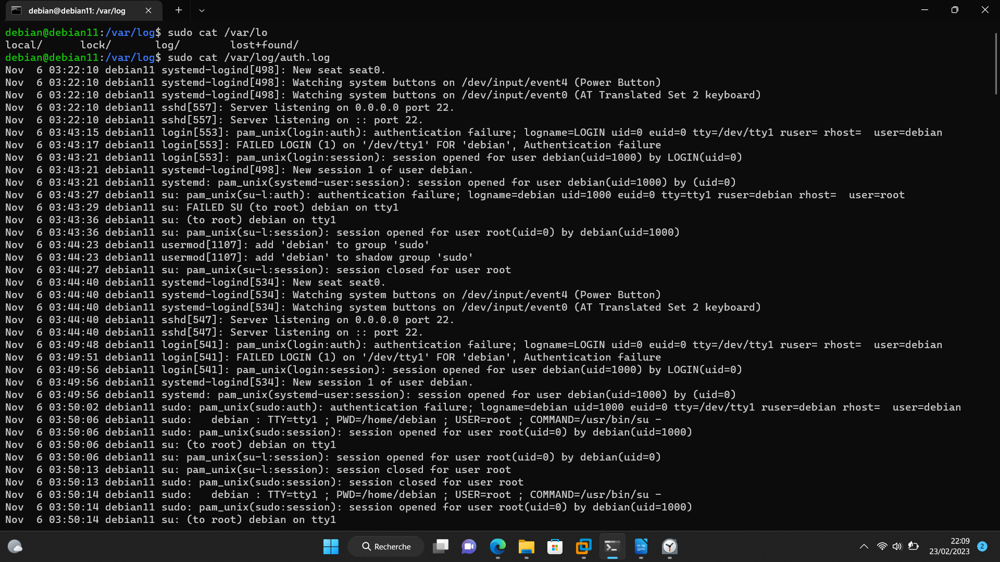 debian@debian11: /var/log
debian@debian11:/var/log$ sudo cat /var/lo
local/      lock/       log/        lost+found/
debian@debian11:/var/log$ sudo cat /var/log/auth.log
Nov  6 03:22:10 debian11 systemd-logind[498]: New seat seat0.
Nov  6 03:22:10 debian11 systemd-logind[498]: Watching system buttons on /dev/input/event4 (Power Button)
Nov  6 03:22:10 debian11 systemd-logind[498]: Watching system buttons on /dev/input/event0 (AT Translated Set 2 keyboard)
Nov  6 03:22:10 debian11 sshd[557]: Server listening on 0.0.0.0 port 22.
Nov  6 03:22:10 debian11 sshd[557]: Server listening on :: port 22.
Nov  6 03:43:15 debian11 login[553]: pam_unix(login:auth): authentication failure; logname=LOGIN uid=0 euid=0 tty=/dev/tty1 ruser= rhost=  user=debian
Nov  6 03:43:17 debian11 login[553]: FAILED LOGIN (1) on '/dev/tty1' FOR 'debian', Authentication failure
Nov  6 03:43:21 debian11 login[553]: pam_unix(login:session): session opened for user debian(uid=1000) by LOGIN(uid=0)
Nov  6 03:43:21 debian11 systemd-logind[498]: New session 1 of user debian.
Nov  6 03:43:21 debian11 systemd: pam_unix(systemd-user:session): session opened for user debian(uid=1000) by (uid=0)
Nov  6 03:43:27 debian11 su: pam_unix(su-l:auth): authentication failure; logname=debian uid=1000 euid=0 tty=tty1 ruser=debian rhost=  user=root
Nov  6 03:43:29 debian11 su: FAILED SU (to root) debian on tty1
Nov  6 03:43:36 debian11 su: (to root) debian on tty1
Nov  6 03:43:36 debian11 su: pam_unix(su-l:session): session opened for user root(uid=0) by debian(uid=1000)
Nov  6 03:44:23 debian11 usermod[1107]: add 'debian' to group 'sudo'
Nov  6 03:44:23 debian11 usermod[1107]: add 'debian' to shadow group 'sudo'
Nov  6 03:44:27 debian11 su: pam_unix(su-l:session): session closed for user root
Nov  6 03:44:40 debian11 systemd-logind[534]: New seat seat0.
Nov  6 03:44:40 debian11 systemd-logind[534]: Watching system buttons on /dev/input/event4 (Power Button)
Nov  6 03:44:40 debian11 systemd-logind[534]: Watching system buttons on /dev/input/event0 (AT Translated Set 2 keyboard)
Nov  6 03:44:40 debian11 sshd[547]: Server listening on 0.0.0.0 port 22.
Nov  6 03:44:40 debian11 sshd[547]: Server listening on :: port 22.
Nov  6 03:49:48 debian11 login[541]: pam_unix(login:auth): authentication failure; logname=LOGIN uid=0 euid=0 tty=/dev/tty1 ruser= rhost=  user=debian
Nov  6 03:49:51 debian11 login[541]: FAILED LOGIN (1) on '/dev/tty1' FOR 'debian', Authentication failure
Nov  6 03:49:56 debian11 login[541]: pam_unix(login:session): session opened for user debian(uid=1000) by LOGIN(uid=0)
Nov  6 03:49:56 debian11 systemd-logind[534]: New session 1 of user debian.
Nov  6 03:49:56 debian11 systemd: pam_unix(systemd-user:session): session opened for user debian(uid=1000) by (uid=0)
Nov  6 03:50:02 debian11 sudo: pam_unix(sudo:auth): authentication failure; logname=debian uid=1000 euid=0 tty=/dev/tty1 ruser=debian rhost=  user=debian
Nov  6 03:50:06 debian11 sudo:   debian : TTY=tty1 ; PWD=/home/debian ; USER=root ; COMMAND=/usr/bin/su -
Nov  6 03:50:06 debian11 sudo: pam_unix(sudo:session): session opened for user root(uid=0) by debian(uid=1000)
Nov  6 03:50:06 debian11 su: (to root) debian on tty1
Nov  6 03:50:06 debian11 su: pam_unix(su-l:session): session opened for user root(uid=0) by debian(uid=0)
Nov  6 03:50:13 debian11 su: pam_unix(su-l:session): session closed for user root
Nov  6 03:50:13 debian11 sudo: pam_unix(sudo:session): session closed for user root
Nov  6 03:50:14 debian11 sudo:   debian : TTY=tty1 ; PWD=/home/debian ; USER=root ; COMMAND=/usr/bin/su -
Nov  6 03:50:14 debian11 sudo: pam_unix(sudo:session): session opened for user root(uid=0) by debian(uid=1000)
Nov  6 03:50:14 debian11 su: (to root) debian on tty1
Recherche
22:09
23/02/2023
2